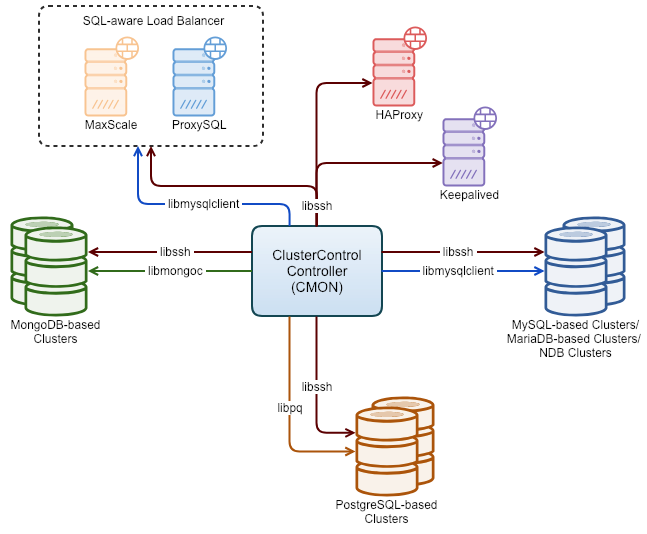 SQL-aware Load Balancer
MaxScale
ProxySQL
HAProxy
Keepalived
libmysqlclient
libssh
MongoDB-based
Clusters
libssh
libmongoc
ClusterControl
Controller
(CMON)
libssh
libmysqlclient
MySQL-based Clusters/
MariaDB-based Clusters/
NDB Clusters
libssh
libpq
PostgreSQL-based
Clusters